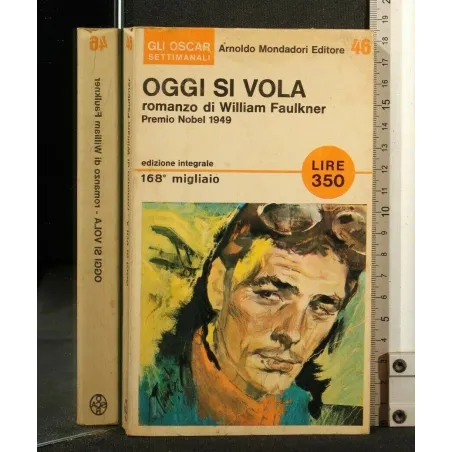 GLI OSCAR
SETTIMANALI
Arnoldo Mondadori Editore 46
OGGI SI VOLA
romanzo di William Faulkner
Premio Nobel 1949
edizione integrale
168° migliaio
LIRE
350
46
OGGI SI VOLA - romanzo di William Faulkner